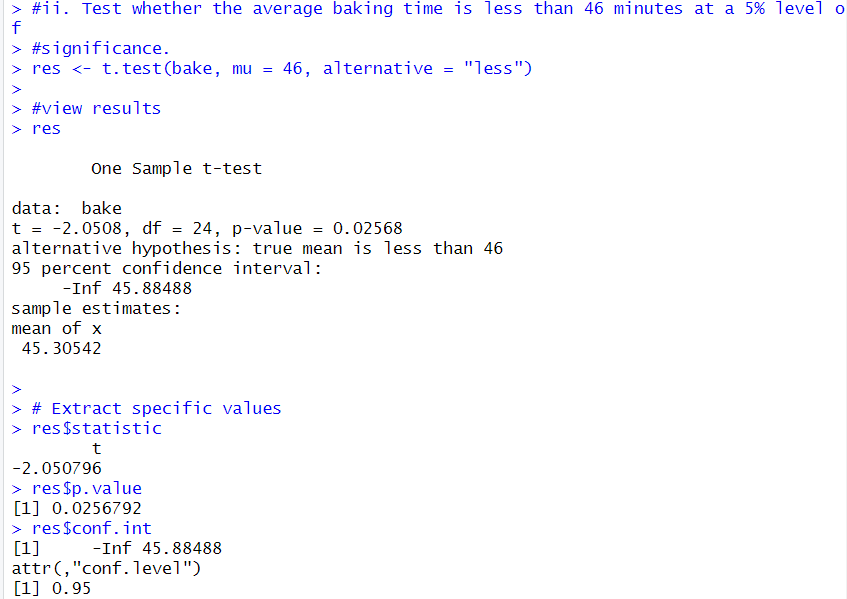 > #ii. Test whether the average baking time is less than 46 minutes at a 5% level o
f
> #significance.
> res <- t.test(bake, mu = 46, alternative = "less")
>
> #view results
> res
One Sample t-test
data:  bake
t = -2.0508, df = 24, p-value = 0.02568
alternative hypothesis: true mean is less than 46
95 percent confidence interval:
-Inf 45.88488
sample estimates:
mean of x
45.30542
>
> # Extract specific values
> res$statistic
t
-2.050796
> res$p.value
[1] 0.0256792
> res$conf.int
[1]     -Inf 45.88488
attr(,"conf.level")
[1] 0.95